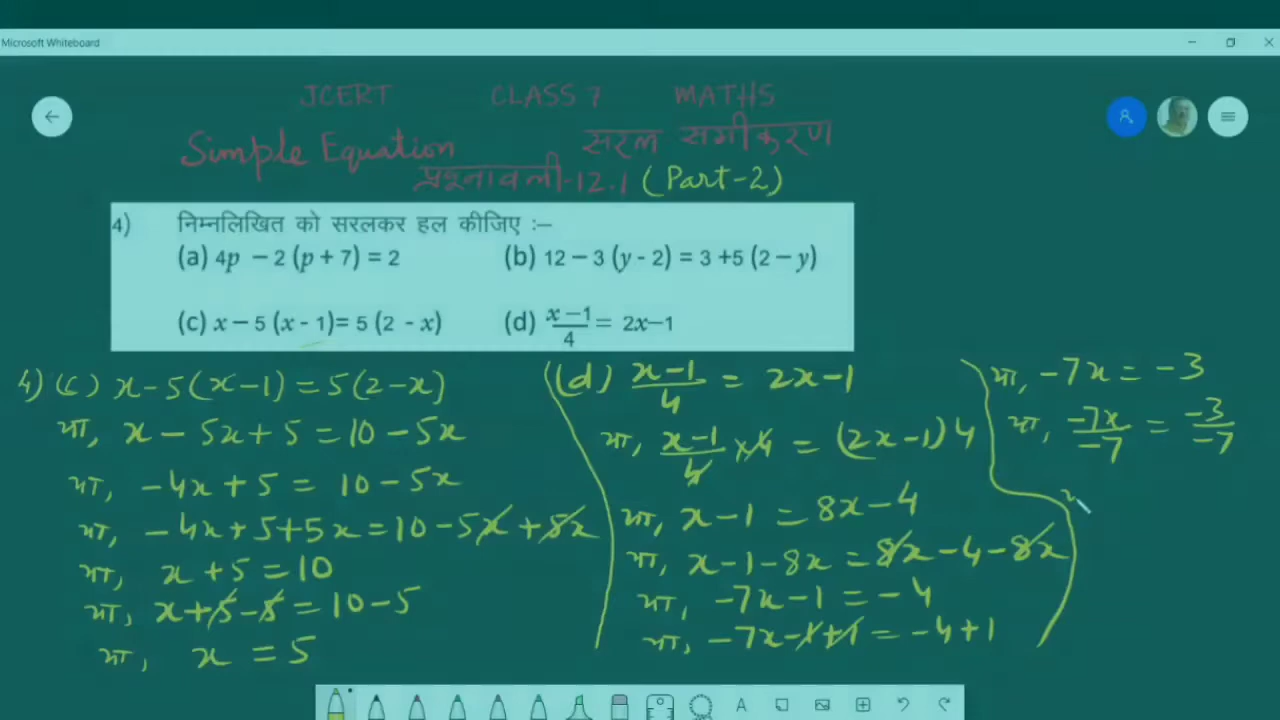 Microsoft Whiteboard
JCERT CLASS 7 MATHS
Simple Equation सरल समीकरण
प्रश्नावली-12.1 (Part-2)
4) निम्नलिखित को सरलकर हल कीजिए :–
(a) 4p – 2 (p + 7) = 2 (b) 12 – 3 (y - 2) = 3 +5 (2 – y)
(c) x – 5 (x - 1)= 5 (2 - x) (d) x –1/4 = 2x–1
4) (c) x-5(x-1) = 5(2-x)
या, x - 5x + 5 = 10 - 5x
या, -4x + 5 = 10 - 5x
या, -4x + 5 + 5x = 10 - 5x + 5x
या, x + 5 = 10
या, x + 5 - 5 = 10 - 5
या, x = 5
(d) x-1/4 = 2x-1
या, x-1/4 × 4 = (2x-1) 4
या, x - 1 = 8x - 4
या, x - 1 - 8x = 8x - 4 - 8x
या, -7x - 1 = -4
या, -7x - 1 + 1 = -4 + 1
या, -7x = -3
या, -7x/-7 = -3/-7
A